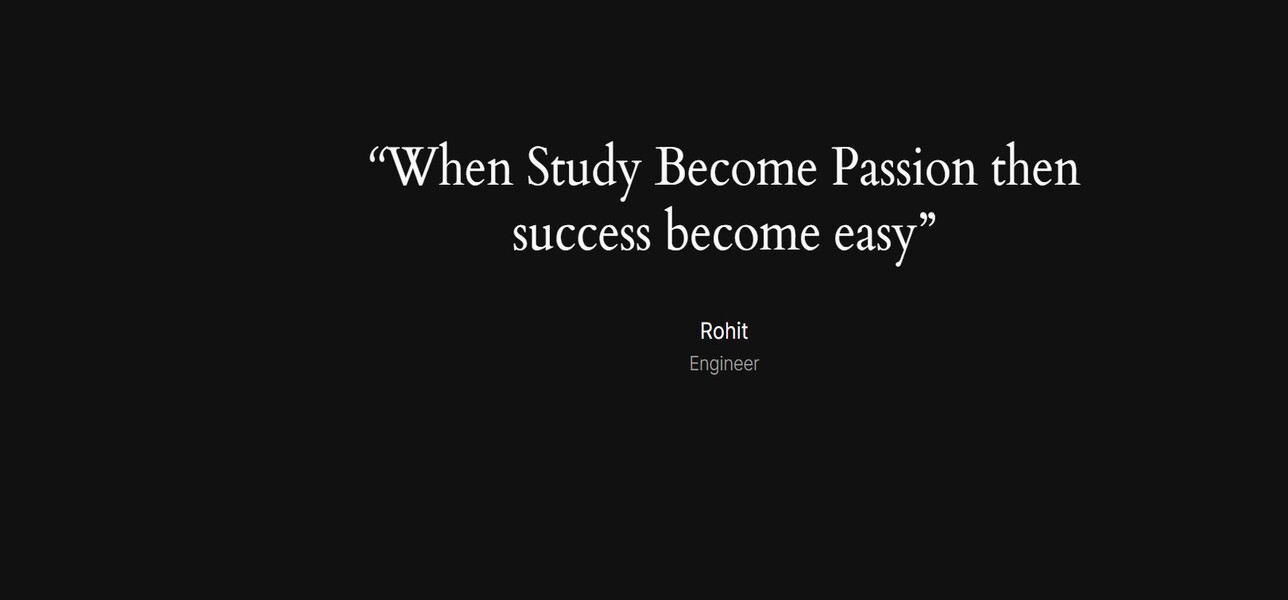 “When Study Become Passion then
success become easy”
Rohit
Engineer